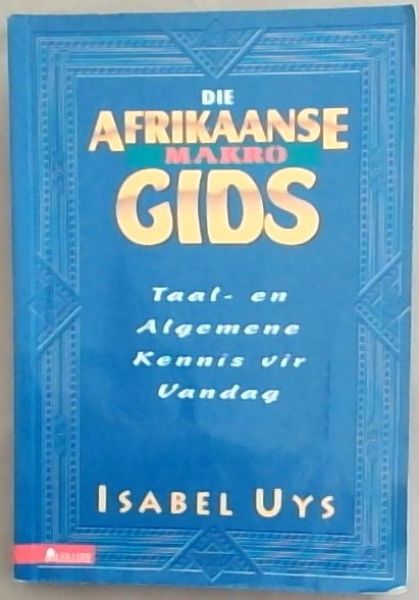 DIE
AFRIKAANSE
MAKRO
GIDS
Taal- en
Algemene
Kennis vir
Vandag
ISABEL UYS